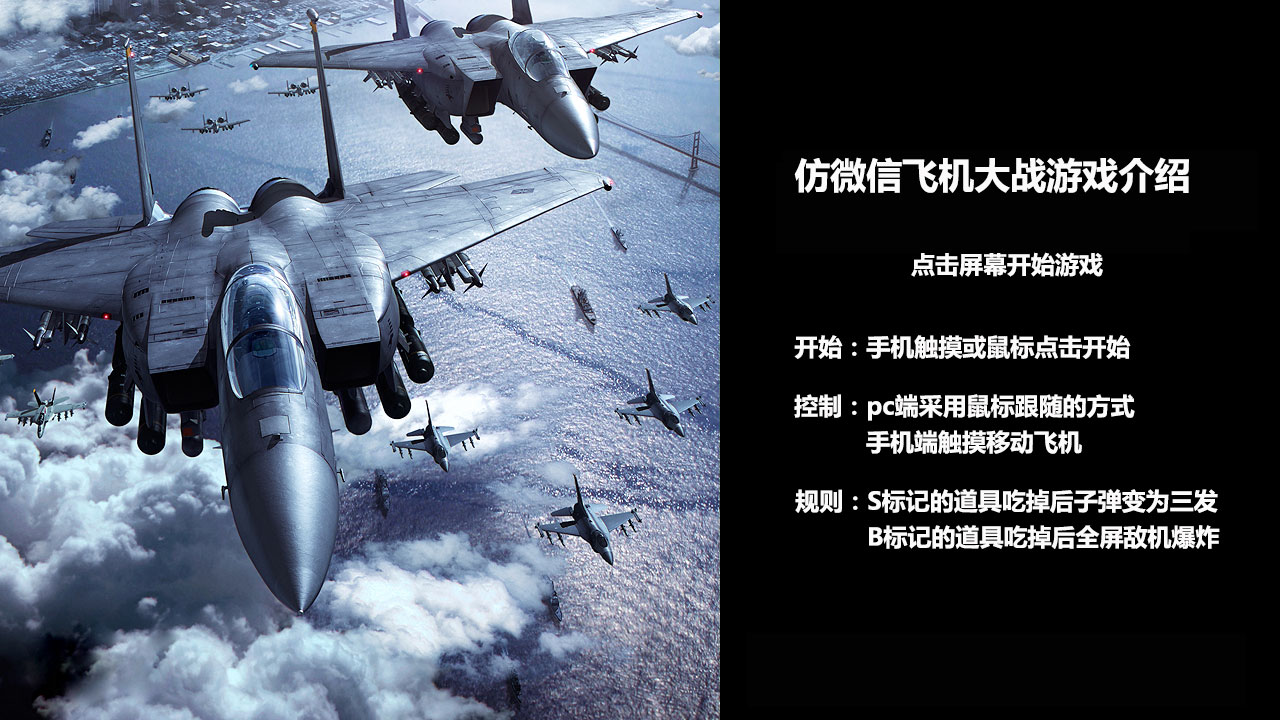 仿微信飞机大战游戏介绍
点击屏幕开始游戏
开始：手机触摸或鼠标点击开始
控制：pc端采用鼠标跟随的方式
手机端触摸移动飞机
规则：S标记的道具吃掉后子弹变为三发
B标记的道具吃掉后全屏敌机爆炸